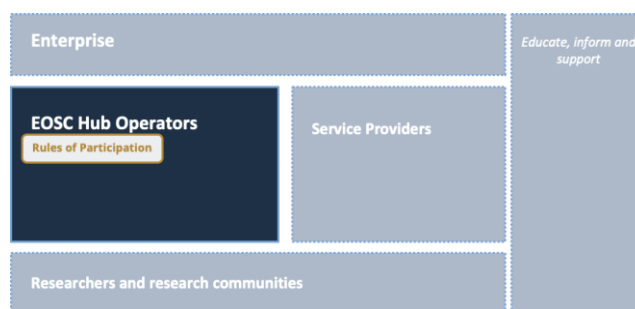 Enterprise
Educate, inform and
support
EOSC Hub Operators
Rules of Participation
Service Providers
Researchers and research communities